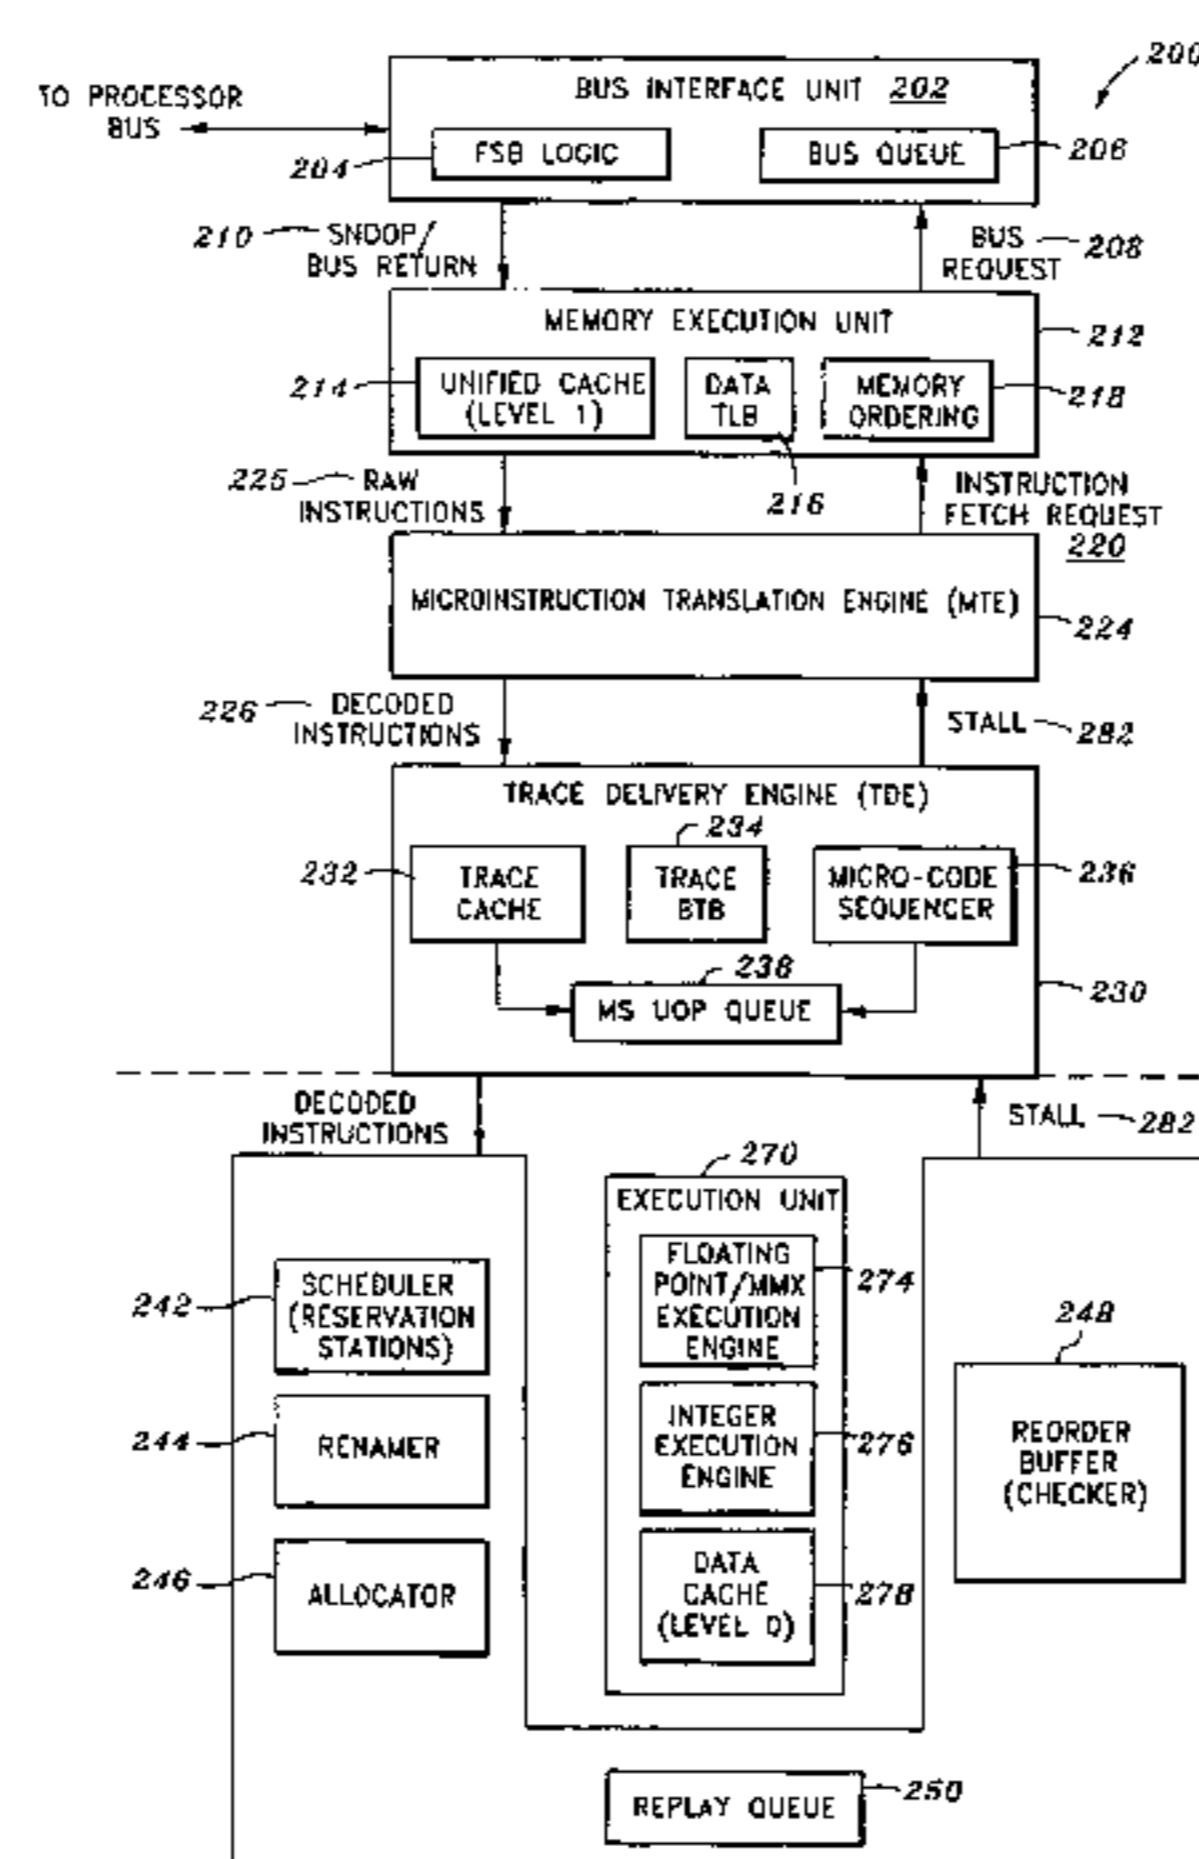 200
TO PROCESSOR
BUS
BUS INTERFACE UNIT 202
204
FSB LOGIC
BUS QUEUE
206
210
SNOOP/
BUS RETURN
BUS
REQUEST
208
MEMORY EXECUTION UNIT
212
214
UNIFIED CACHE
(LEVEL 1)
DATA
TLB
216
MEMORY
ORDERING
218
225
RAW
INSTRUCTIONS
INSTRUCTION
FETCH REQUEST
220
MICROINSTRUCTION TRANSLATION ENGINE (MTE)
224
226
DECODED
INSTRUCTIONS
STALL
282
TRACE DELIVERY ENGINE (TDE)
232
TRACE
CACHE
234
TRACE
BTB
MICRO-CODE
SEQUENCER
236
238
MS UOP QUEUE
230
DECODED
INSTRUCTIONS
STALL
282
270
EXECUTION UNIT
242
SCHEDULER
(RESERVATION
STATIONS)
FLOATING
POINT/MMX
EXECUTION
ENGINE
274
248
244
RENAMER
INTEGER
EXECUTION
ENGINE
276
REORDER
BUFFER
(CHECKER)
246
ALLOCATOR
DATA
CACHE
(LEVEL 0)
278
REPLAY QUEUE
250